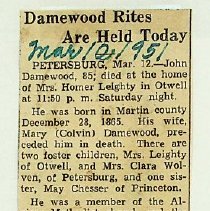 Damewood Rites
Are Held Today
Mar 12, 1951
PETERSBURG, Mar. 12.—John
Damewood, 85; died at the home
of Mrs. Homer Leighty in Otwell
at 11:50 p. m. Saturday night.
He was born in Martin county
December 28, 1865. His wife,
Mary (Colvin) Damewood, pre-
ceded him in death. There are
two foster children, Mrs. Leighty
of Otwell, and Mrs. Clara Wol-
ven, of Petersburg, and one sis-
ter, May Chesser of Princeton.
He was a member of the Al-